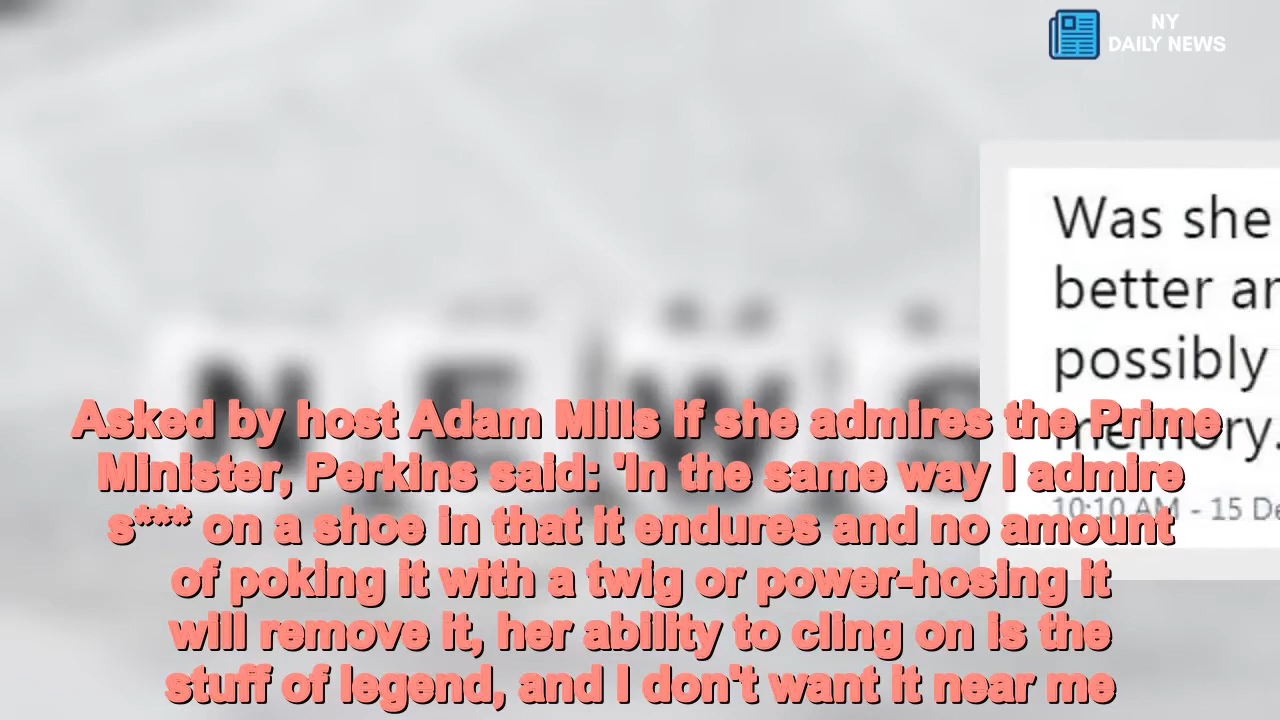 NY
DAILY NEWS
Was she
better
possibly
memory.
10:10 AM - 15
N E W S
Asked by host Adam Mills if she admires the Prime
Minister, Perkins said: 'In the same way I admire
s*** on a shoe in that it endures and no amount
of poking it with a twig or power-hosing it
will remove it, her ability to cling on is the
stuff of legend, and I don't want it near me